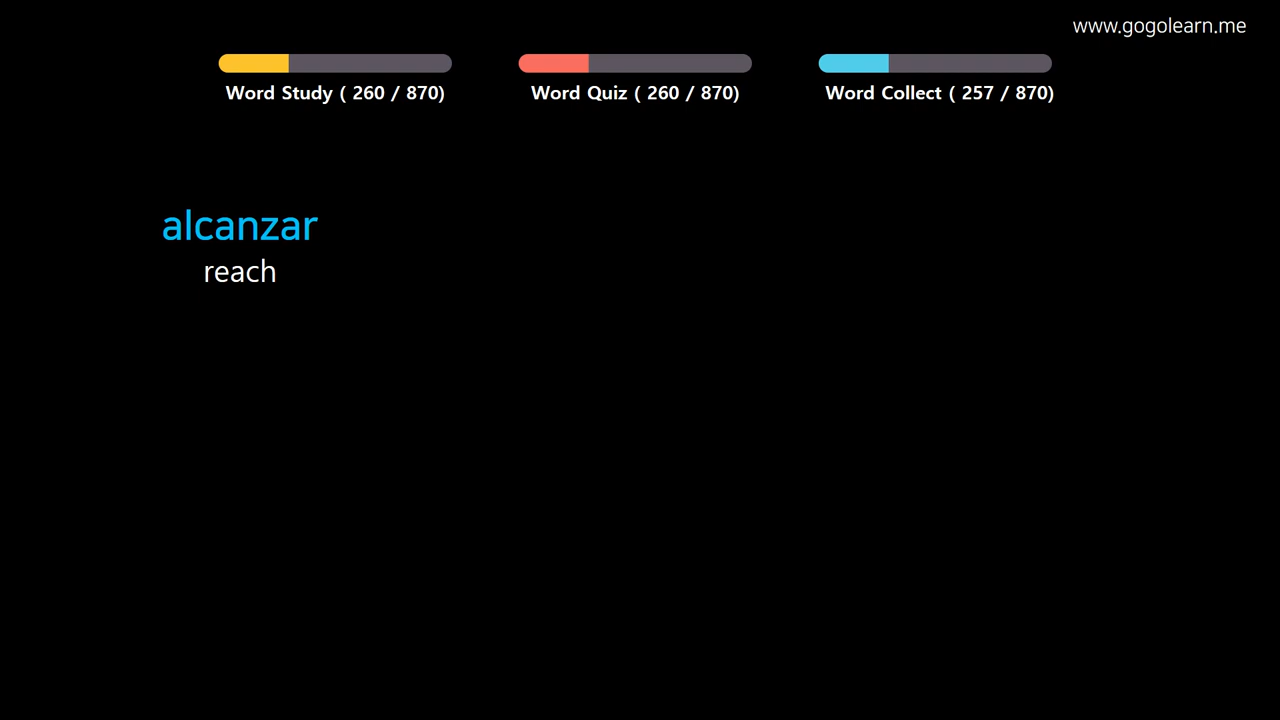 www.gogolearn.me
Word Study ( 260 / 870)
Word Quiz ( 260 / 870)
Word Collect ( 257 / 870)
alcanzar
reach